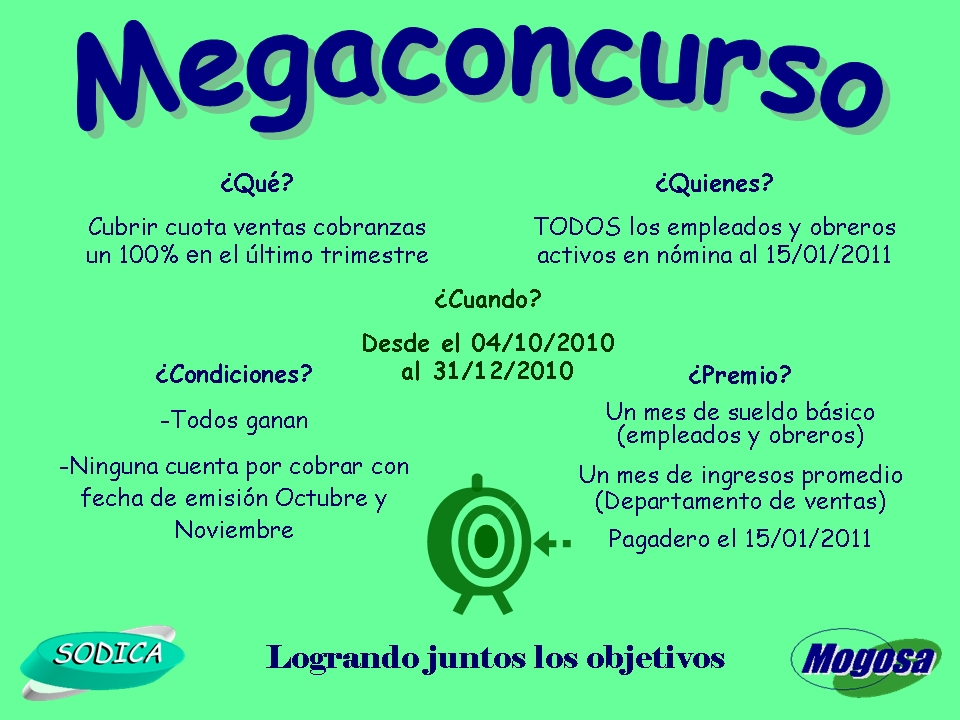 Megaconcurso
¿Qué?
Cubrir cuota ventas cobranzas
un 100% en el último trimestre
¿Quienes?
TODOS los empleados y obreros
activos en nómina al 15/01/2011
¿Cuando?
Desde el 04/10/2010
al 31/12/2010
¿Condiciones?
-Todos ganan
-Ninguna cuenta por cobrar con
fecha de emisión Octubre y
Noviembre
¿Premio?
Un mes de sueldo básico
(empleados y obreros)
Un mes de ingresos promedio
(Departamento de ventas)
Pagadero el 15/01/2011
SODICA
Logrando juntos los objetivos
Mogosa